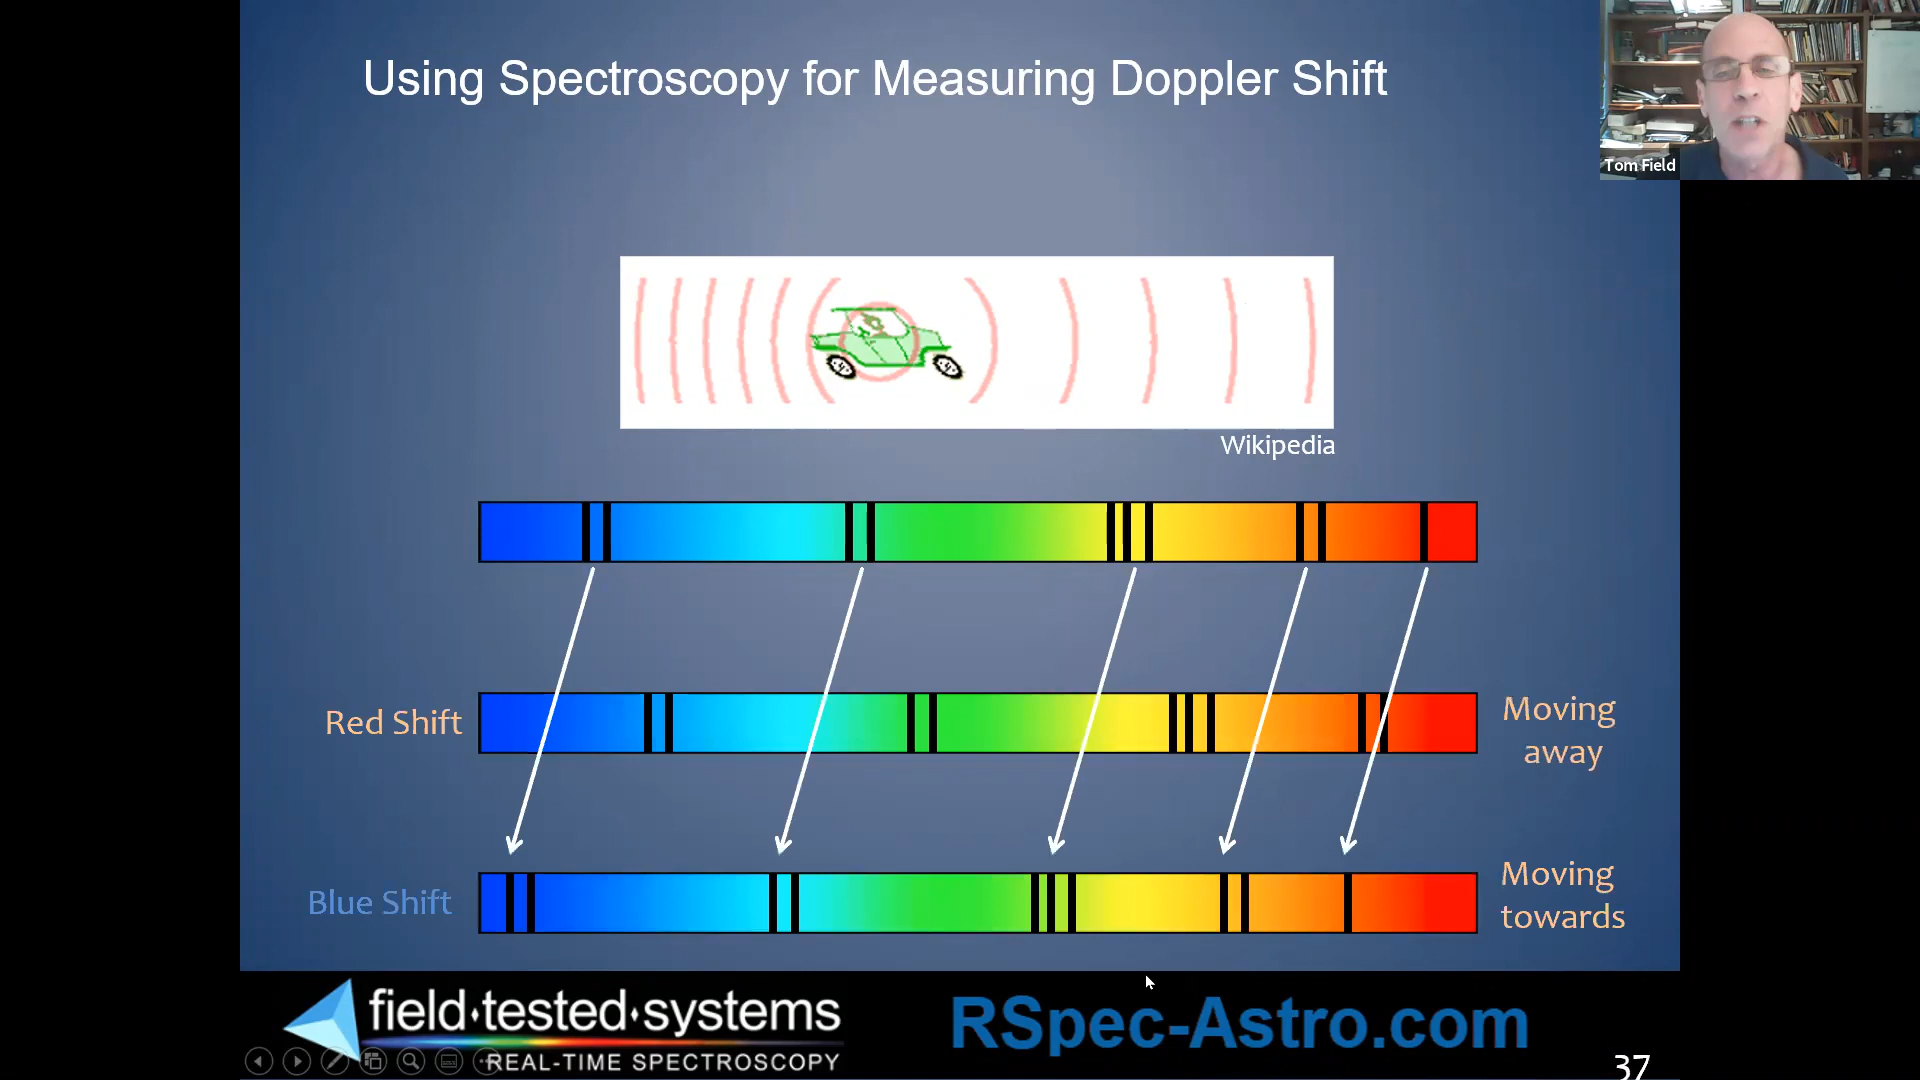 Using Spectroscopy for Measuring Doppler Shift
Tom Field
Wikipedia
Red Shift
Moving
away
Blue Shift
Moving
towards
field·tested·systems
REAL-TIME SPECTROSCOPY
RSpec-Astro.com
37